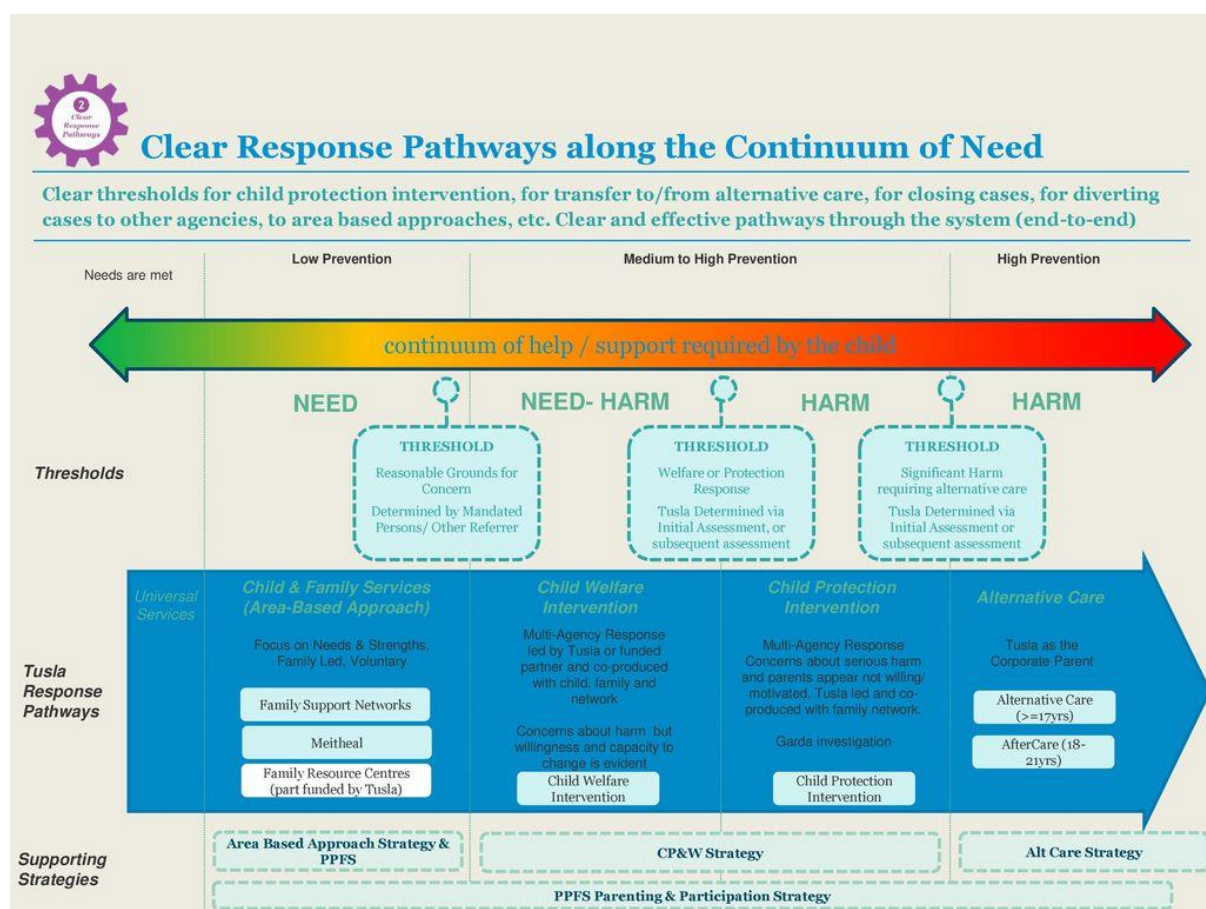 2
Clear
Response
Pathways
Clear Response Pathways along the Continuum of Need
Clear thresholds for child protection intervention, for transfer to/from alternative care, for closing cases, for diverting
cases to other agencies, to area based approaches, etc. Clear and effective pathways through the system (end-to-end)
Needs are met
Low Prevention
Medium to High Prevention
High Prevention
continuum of help / support required by the child
NEED
NEED- HARM
HARM
HARM
Thresholds
THRESHOLD
Reasonable Grounds for
Concern
Determined by Mandated
Persons/ Other Referrer
THRESHOLD
Welfare or Protection
Response
Tusla Determined via
Initial Assessment, or
subsequent assessment
THRESHOLD
Significant Harm
requiring alternative care
Tusla Determined via
Initial Assessment or
subsequent assessment
Tusla
Response
Pathways
Universal
Services
Child & Family Services
(Area-Based Approach)
Focus on Needs & Strengths,
Family Led, Voluntary
Family Support Networks
Meitheal
Family Resource Centres
(part funded by Tusla)
Child Welfare
Intervention
Multi-Agency Response
led by Tusla or funded
partner and co-produced
with child, family and
network
Concerns about harm but
willingness and capacity to
change is evident
Child Welfare
Intervention
Child Protection
Intervention
Multi-Agency Response
Concerns about serious harm
and parents appear not willing/
motivated. Tusla led and co-
produced with family network.
Garda investigation
Child Protection
Intervention
Alternative Care
Tusla as the
Corporate Parent
Alternative Care
(>=17yrs)
AfterCare (18-
21yrs)
Supporting
Strategies
Area Based Approach Strategy &
PPFS
CP&W Strategy
Alt Care Strategy
PPFS Parenting & Participation Strategy